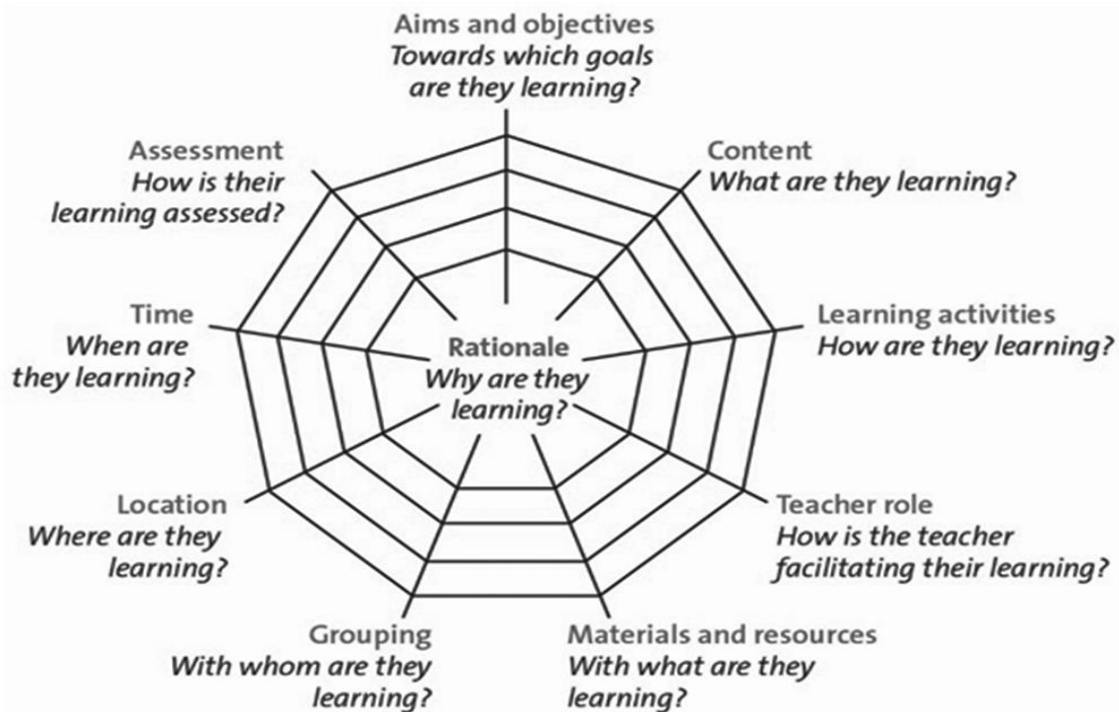 Aims and objectives
Towards which goals
are they learning?
Assessment
How is their
learning assessed?
Content
What are they learning?
Time
When are
they learning?
Rationale
Why are they
learning?
Learning activities
How are they learning?
Location
Where are they
learning?
Teacher role
How is the teacher
facilitating their learning?
Grouping
With whom are they
learning?
Materials and resources
With what are they
learning?